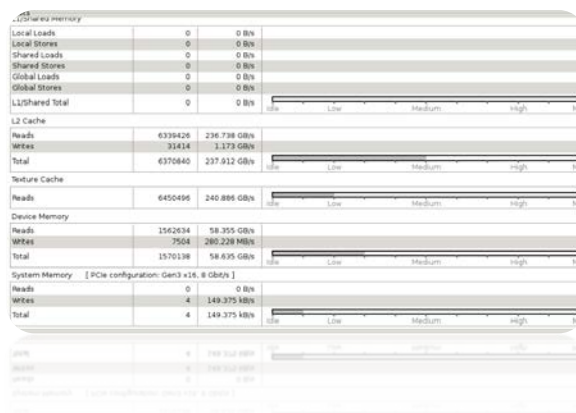 L1/Shared Memory
Local Loads 0 0 B/s
Local Stores 0 0 B/s
Shared Loads 0 0 B/s
Shared Stores 0 0 B/s
Global Loads 0 0 B/s
Global Stores 0 0 B/s
L1/Shared Total 0 0 B/s Idle Low Medium High
L2 Cache
Reads 6339426 236.738 GB/s
Writes 31414 1.173 GB/s
Total 6370840 237.912 GB/s Idle Low Medium High
Texture Cache
Reads 6450496 240.886 GB/s Idle Low Medium High
Device Memory
Reads 1562634 58.355 GB/s
Writes 7504 280.228 MB/s
Total 1570138 58.635 GB/s Idle Low Medium High
System Memory [ PCIe configuration: Gen3 x16, 8 Gbit/s ]
Reads 0 0 B/s
Writes 4 149.375 kB/s
Total 4 149.375 kB/s Idle Low Medium High